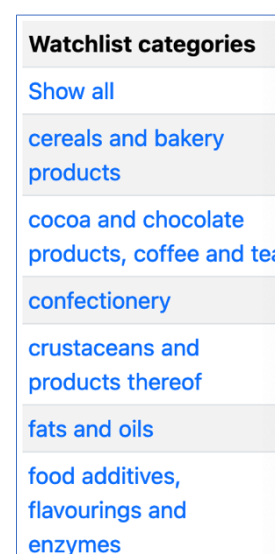 Watchlist categories
Show all
cereals and bakery
products
cocoa and chocolate
products, coffee and tea
confectionery
crustaceans and
products thereof
fats and oils
food additives,
flavourings and
enzymes